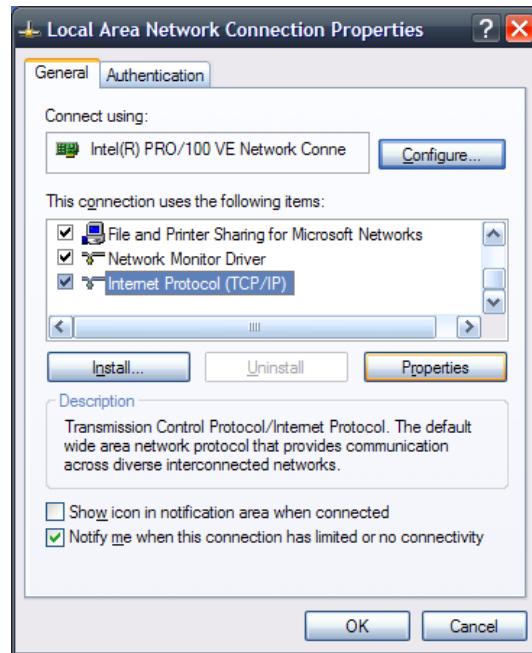 Local Area Network Connection Properties
General
Authentication
Connect using:
Intel(R) PRO/100 VE Network Conne
Configure...
This connection uses the following items:
File and Printer Sharing for Microsoft Networks
Network Monitor Driver
Internet Protocol (TCP/IP)
Install...
Uninstall
Properties
Description
Transmission Control Protocol/Internet Protocol. The default
wide area network protocol that provides communication
across diverse interconnected networks.
Show icon in notification area when connected
Notify me when this connection has limited or no connectivity
OK
Cancel